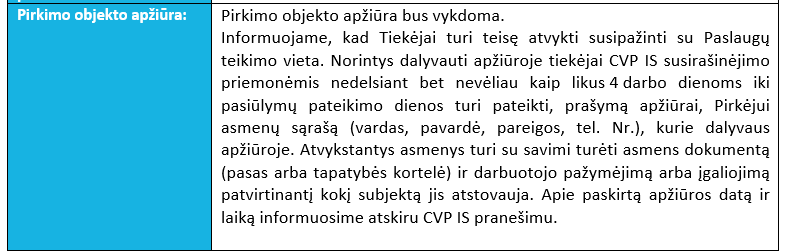 Pirkimo objekto apžiūra:
Pirkimo objekto apžiūra bus vykdoma.
Informuojame, kad Tiekėjai turi teisę atvykti susipažinti su Paslaugų
teikimo vieta. Norintys dalyvauti apžiūroje tiekėjai CVP IS susirašinėjimo
priemonėmis nedelsiant bet nevėliau kaip likus 4 darbo dienoms iki
pasiūlymų pateikimo dienos turi pateikti, prašymą apžiūrai, Pirkėjui
asmenų sąrašą (vardas, pavardė, pareigos, tel. Nr.), kurie dalyvaus
apžiūroje. Atvykstantys asmenys turi su savimi turėti asmens dokumentą
(pasas arba tapatybės kortelė) ir darbuotojo pažymėjimą arba įgaliojimą
patvirtinantį kokį subjektą jis atstovauja. Apie paskirtą apžiūros datą ir
laiką informuosime atskiru CVP IS pranešimu.